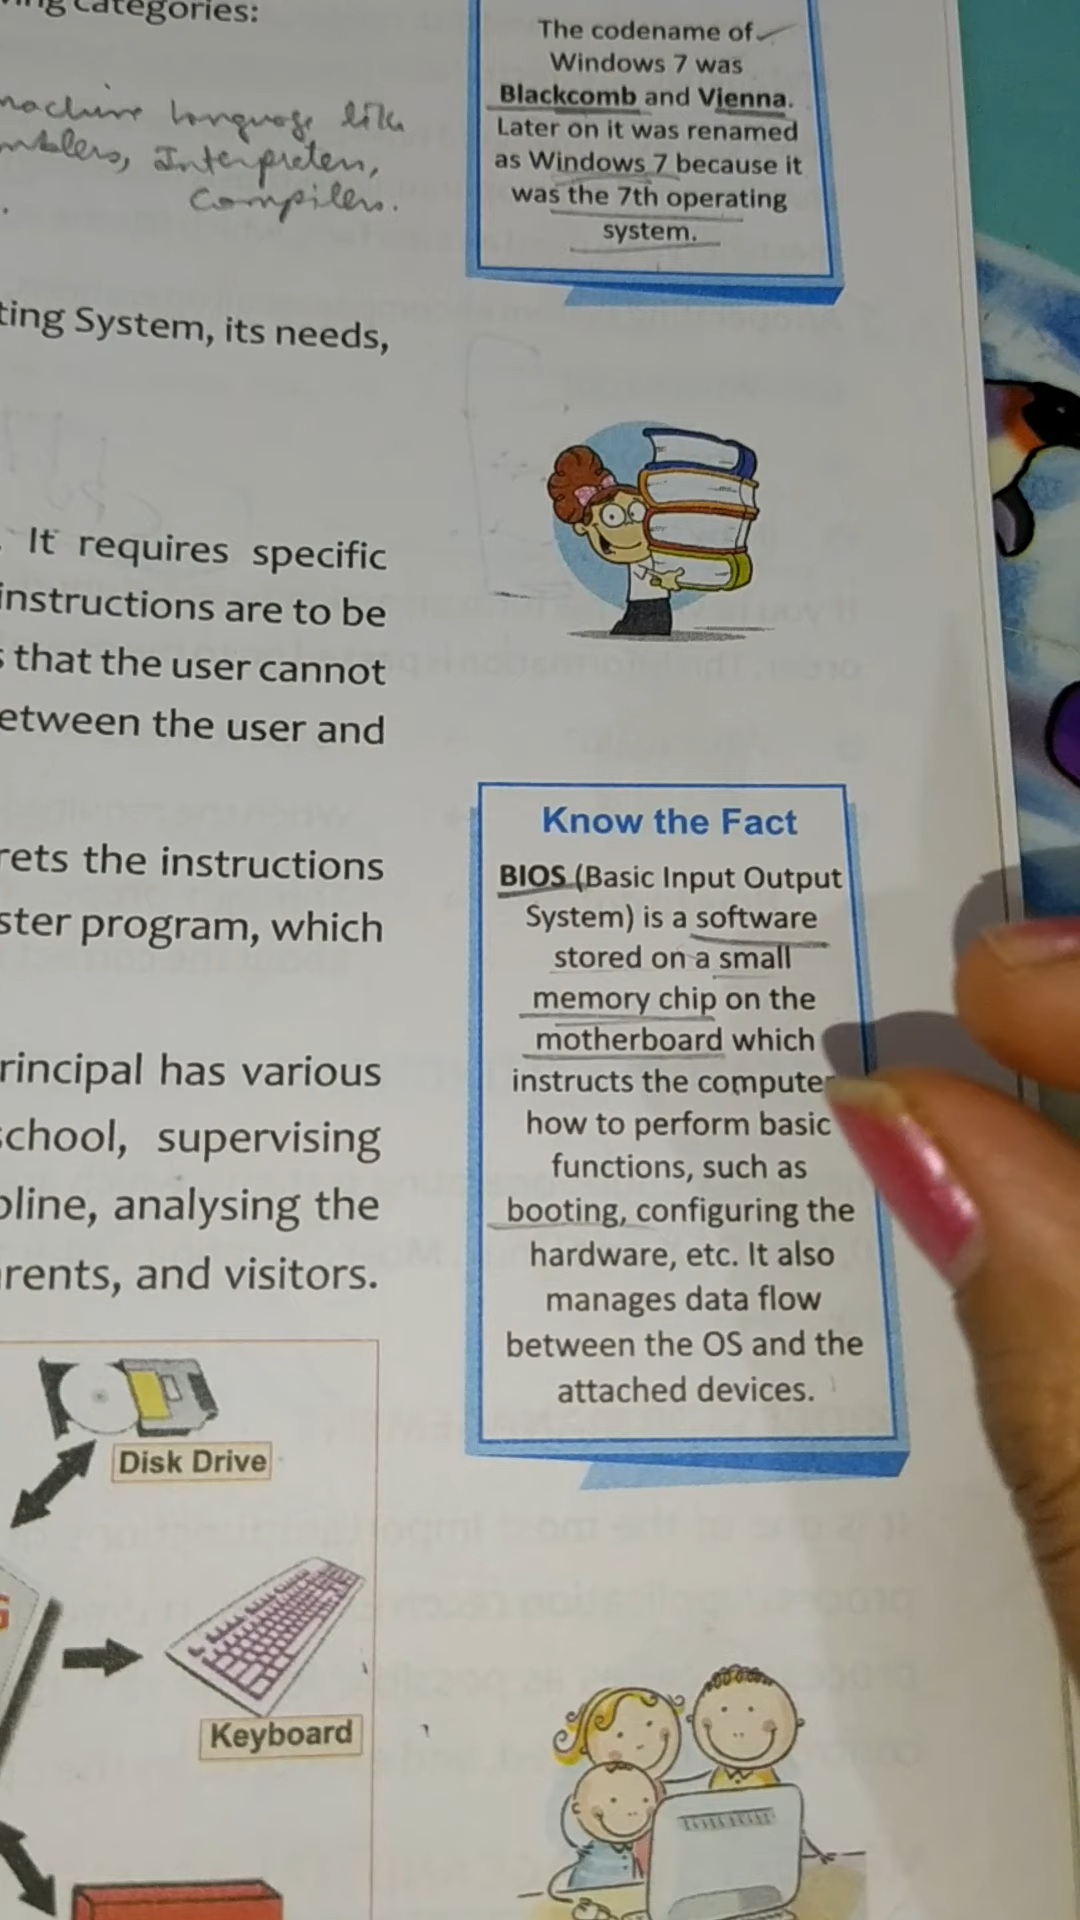 categories:
machine language like
Interpreters,
compilers.
ting System, its needs,
It requires specific
instructions are to be
s that the user cannot
etween the user and
rets the instructions
ster program, which
rincipal has various
school, supervising
pline, analysing the
arents, and visitors.
Disk Drive
Keyboard
The codename of
Windows 7 was
Blackcomb and Vienna.
Later on it was renamed
as Windows 7 because it
was the 7th operating
system.
Know the Fact
BIOS (Basic Input Output
System) is a software
stored on a small
memory chip on the
motherboard which
instructs the compute
how to perform basic
functions, such as
booting, configuring the
hardware, etc. It also
manages data flow
between the OS and the
attached devices.